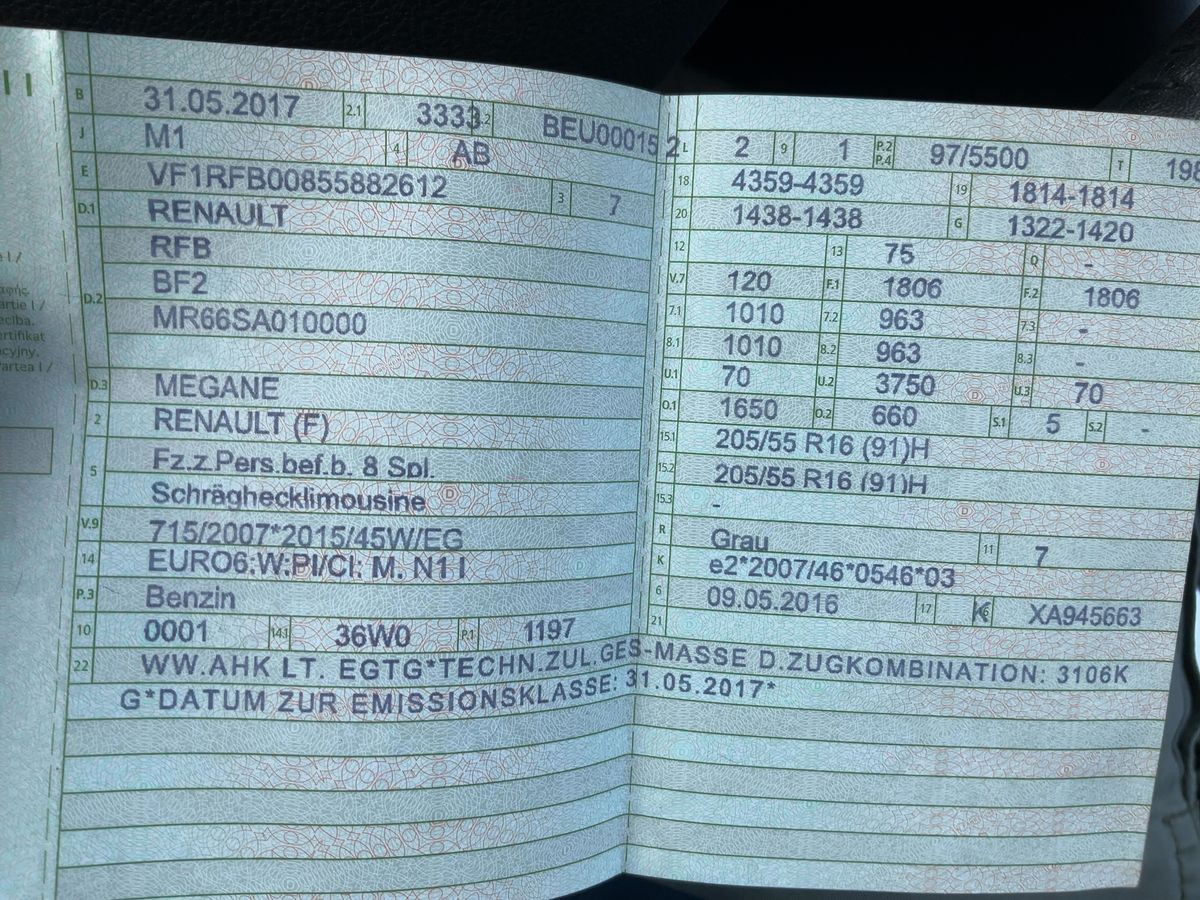 B 31.05.2017 2.1 3333 2.2 BEU00015 2
J M1 4 AB
E VF1RFB00855882612 3 7
D.1 RENAULT
RFB
D.2 BF2
MR66SA010000
D.3 MEGANE
2 RENAULT (F)
5 Fz.z.Pers.bef.b. 8 Spl.
Schräghecklimousine
V.9 715/2007*2015/45W/EG
14 EURO6;W;PI/CI; M, N1 I
P.3 Benzin
10 0001 14.1 36W0 P.1 1197
L 2 9 1 P.2 P.4 97/5500 T 198
18 4359-4359 19 1814-1814
20 1438-1438 G 1322-1420
12 13 75 Q -
V.7 120 F.1 1806 F.2 1806
7.1 1010 7.2 963 7.3 -
8.1 1010 8.2 963 8.3 -
U.1 70 U.2 3750 U.3 70
O.1 1650 O.2 660 S.1 5 S.2 -
15.1 205/55 R16 (91)H
15.2 205/55 R16 (91)H
15.3 -
R Grau 11 7
K e2*2007/46*0546*03
6 09.05.2016 17 K 16 XA945663
21
22 WW.AHK LT. EGTG*TECHN.ZUL.GES-MASSE D.ZUGKOMBINATION: 3106K
G*DATUM ZUR EMISSIONSKLASSE: 31.05.2017*